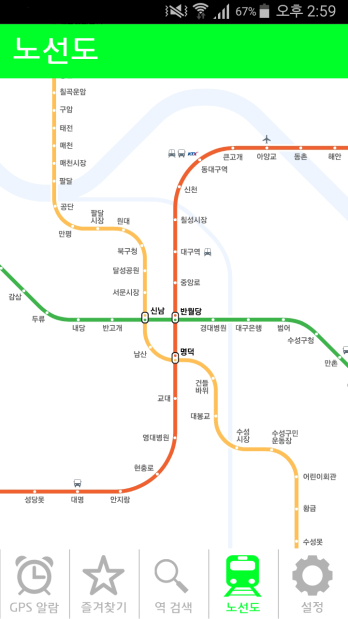 67% 오후 2:59
노선도
칠곡운암
구암
태전
매천
매천시장
팔달
공단
만평
팔달
시장
원대
북구청
달성공원
서문시장
KTX
동대구역
큰고개
아양교
동촌
해안
신천
칠성시장
대구역
중앙로
신남
반월당
강삼
두류
내당
반고개
경대병원
대구은행
범어
수성구청
만촌
남산
명덕
건들
바위
교대
대봉교
영대병원
수성
시장
수성구민
운동장
현충로
어린이회관
성당못
대명
안지랑
황금
수성못
GPS 알람
즐겨찾기
역 검색
노선도
설정